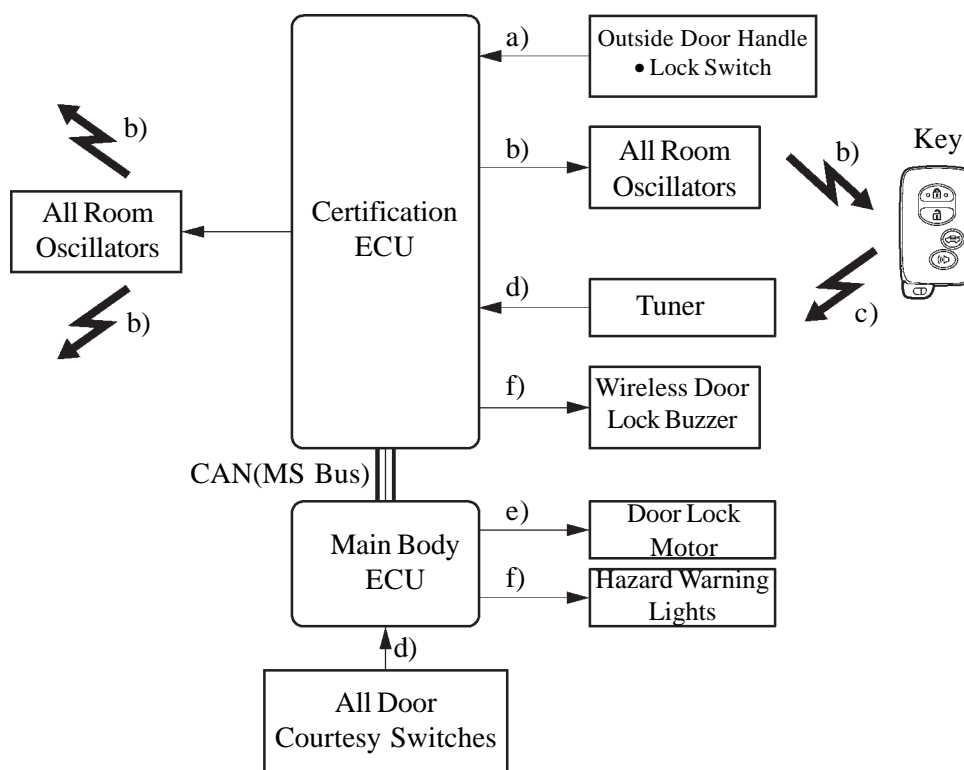 a)
Outside Door Handle
• Lock Switch
b)
b)
All Room
Oscillators
b)
Key
All Room
Oscillators
Certification
ECU
b)
d)
Tuner
c)
f)
Wireless Door
Lock Buzzer
CAN(MS Bus)
Main Body
ECU
e)
Door Lock
Motor
f)
Hazard Warning
Lights
d)
All Door
Courtesy Switches